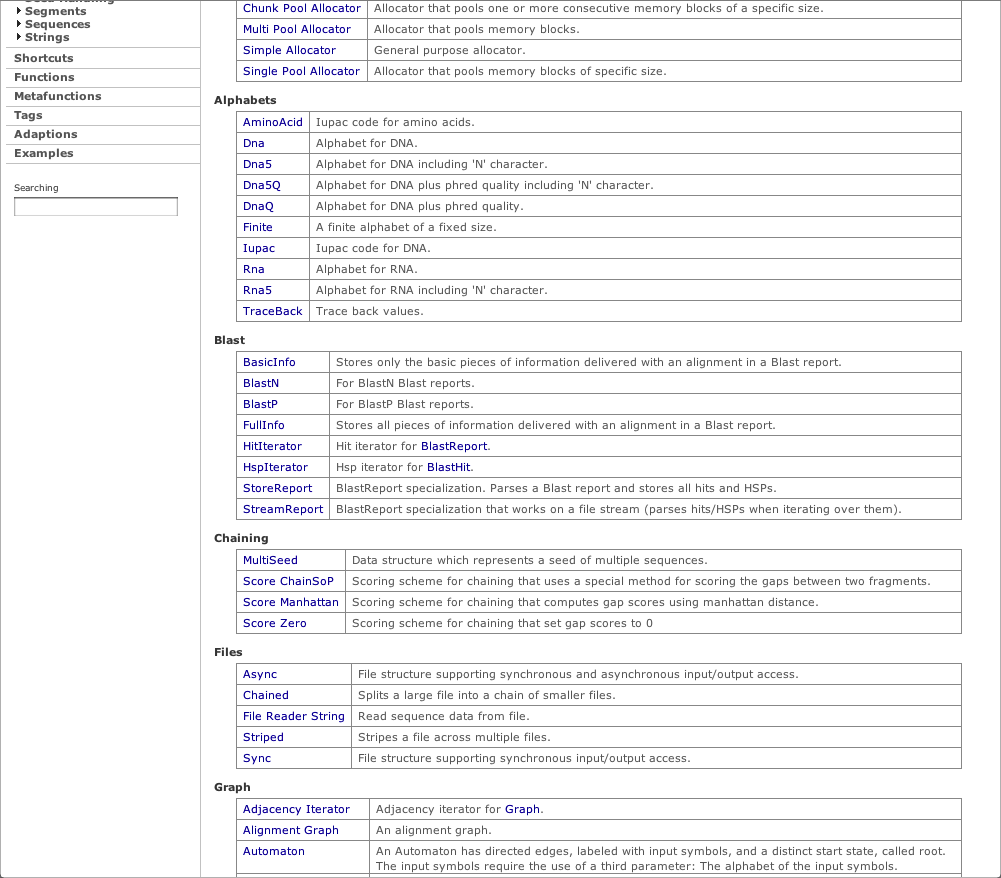 Segments
Sequences
Strings
Shortcuts
Functions
Metafunctions
Tags
Adaptions
Examples
Searching
Chunk Pool Allocator Allocator that pools one or more consecutive memory blocks of a specific size.
Multi Pool Allocator Allocator that pools memory blocks.
Simple Allocator General purpose allocator.
Single Pool Allocator Allocator that pools memory blocks of specific size.
Alphabets
AminoAcid Iupac code for amino acids.
Dna Alphabet for DNA.
Dna5 Alphabet for DNA including 'N' character.
Dna5Q Alphabet for DNA plus phred quality including 'N' character.
DnaQ Alphabet for DNA plus phred quality.
Finite A finite alphabet of a fixed size.
Iupac Iupac code for DNA.
Rna Alphabet for RNA.
Rna5 Alphabet for RNA including 'N' character.
TraceBack Trace back values.
Blast
BasicInfo Stores only the basic pieces of information delivered with an alignment in a Blast report.
BlastN For BlastN Blast reports.
BlastP For BlastP Blast reports.
FullInfo Stores all pieces of information delivered with an alignment in a Blast report.
HitIterator Hit iterator for BlastReport.
HspIterator Hsp iterator for BlastHit.
StoreReport BlastReport specialization. Parses a Blast report and stores all hits and HSPs.
StreamReport BlastReport specialization that works on a file stream (parses hits/HSPs when iterating over them).
Chaining
MultiSeed Data structure which represents a seed of multiple sequences.
Score ChainSoP Scoring scheme for chaining that uses a special method for scoring the gaps between two fragments.
Score Manhattan Scoring scheme for chaining that computes gap scores using manhattan distance.
Score Zero Scoring scheme for chaining that set gap scores to 0
Files
Async File structure supporting synchronous and asynchronous input/output access.
Chained Splits a large file into a chain of smaller files.
File Reader String Read sequence data from file.
Striped Stripes a file across multiple files.
Sync File structure supporting synchronous input/output access.
Graph
Adjacency Iterator Adjacency iterator for Graph.
Alignment Graph An alignment graph.
Automaton An Automaton has directed edges, labeled with input symbols, and a distinct start state, called root.
The input symbols require the use of a third parameter: The alphabet of the input symbols.